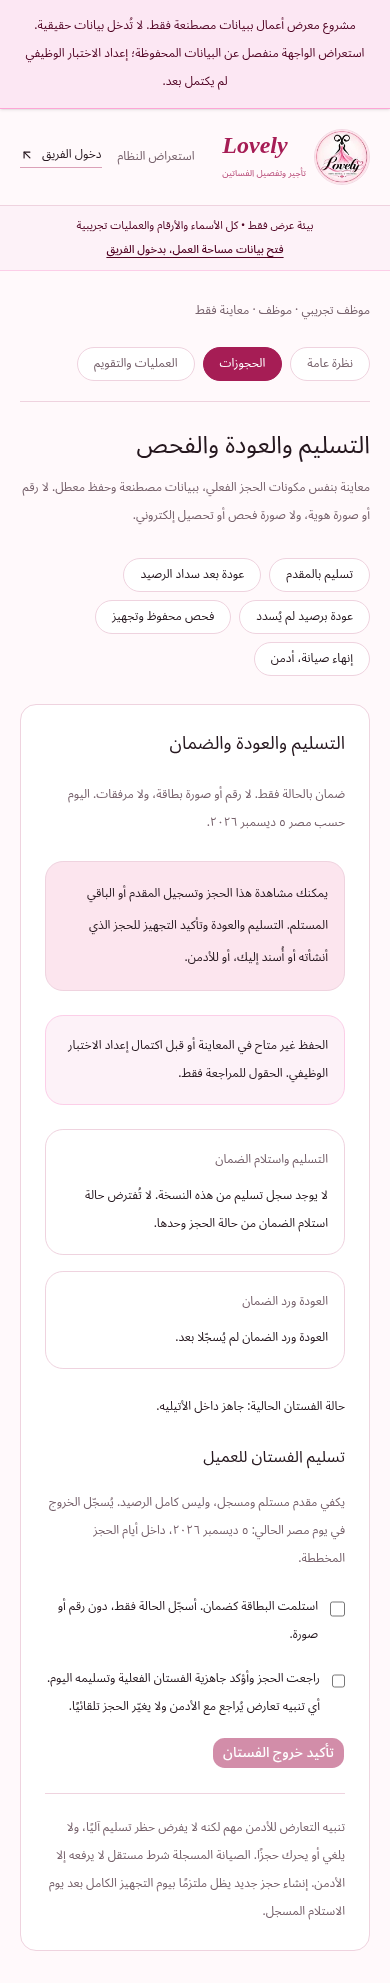 مشروع معرض أعمال ببيانات مصطنعة فقط. لا تُدخل بيانات حقيقية.
استعراض الواجهة منفصل عن البيانات المحفوظة؛ إعداد الاختبار الوظيفي
لم يكتمل بعد.
Lovely
Lovely
تأجير وتفصيل الفساتين
استعراض النظام
دخول الفريق
بيئة عرض فقط • كل الأسماء والأرقام والعمليات تجريبية
فتح بيانات مساحة العمل، بدخول الفريق
موظف تجريبي · موظف · معاينة فقط
نظرة عامة
الحجوزات
العمليات والتقويم
التسليم والعودة والفحص
معاينة بنفس مكونات الحجز الفعلي، ببيانات مصطنعة وحفظ معطل. لا رقم
أو صورة هوية، ولا صورة فحص أو تحصيل إلكتروني.
تسليم بالمقدم
عودة بعد سداد الرصيد
عودة برصيد لم يُسدد
فحص محفوظ وتجهيز
إنهاء صيانة، أدمن
التسليم والعودة والضمان
ضمان بالحالة فقط. لا رقم أو صورة بطاقة، ولا مرفقات. اليوم
حسب مصر ٥ ديسمبر ٢٠٢٦.
يمكنك مشاهدة هذا الحجز وتسجيل المقدم أو الباقي
المستلم. التسليم والعودة وتأكيد التجهيز للحجز الذي
أنشأته أو أُسند إليك، أو للأدمن.
الحفظ غير متاح في المعاينة أو قبل اكتمال إعداد الاختبار
الوظيفي. الحقول للمراجعة فقط.
التسليم واستلام الضمان
لا يوجد سجل تسليم من هذه النسخة. لا تُفترض حالة
استلام الضمان من حالة الحجز وحدها.
العودة ورد الضمان
العودة ورد الضمان لم يُسجّلا بعد.
حالة الفستان الحالية: جاهز داخل الأتيليه.
تسليم الفستان للعميل
يكفي مقدم مستلم ومسجل، وليس كامل الرصيد. يُسجّل الخروج
في يوم مصر الحالي: ٥ ديسمبر ٢٠٢٦، داخل أيام الحجز
المخططة.
استلمت البطاقة كضمان. أسجّل الحالة فقط، دون رقم أو
صورة.
راجعت الحجز وأؤكد جاهزية الفستان الفعلية وتسليمه اليوم.
أي تنبيه تعارض يُراجع مع الأدمن ولا يغيّر الحجز تلقائيًا.
تأكيد خروج الفستان
تنبيه التعارض للأدمن مهم لكنه لا يفرض حظر تسليم آليًا، ولا
يلغي أو يحرك حجزًا. الصيانة المسجلة شرط مستقل لا يرفعه إلا
الأدمن. إنشاء حجز جديد يظل ملتزمًا بيوم التجهيز الكامل بعد يوم
الاستلام المسجل.